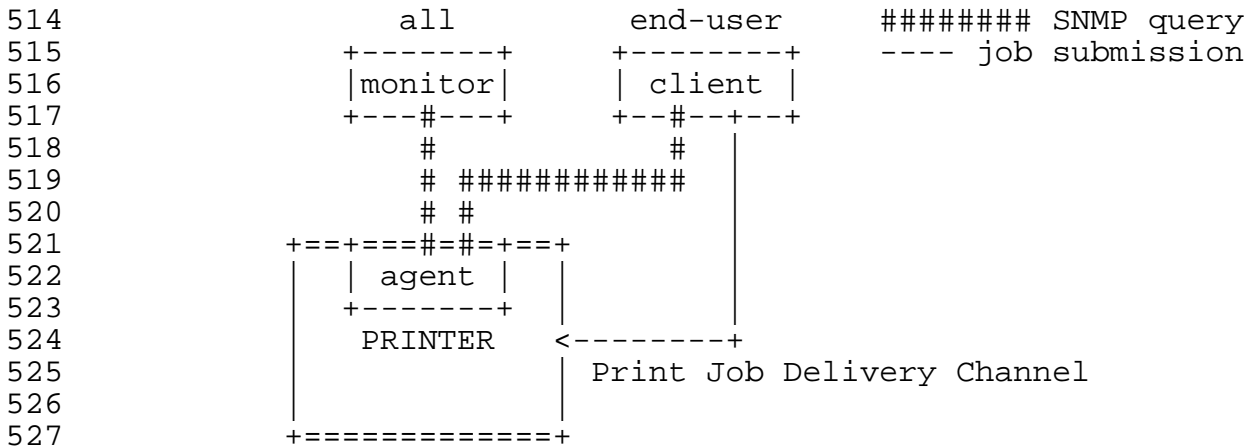 514                  all            end-user     ######## SNMP query
515               +-------+      +--------+    ---- job submission
516               |monitor|      | client |
517               +---#---+      +--#--+--+
518                   #             #  |
519                   # ############   |
520                   # #              |
521            +==+===#=#=+==+         |
522            |  | agent |  |         |
523            |  +-------+  |         |
524            |   PRINTER   <--------+
525            |             | Print Job Delivery Channel
526            |             |
527            +=============+